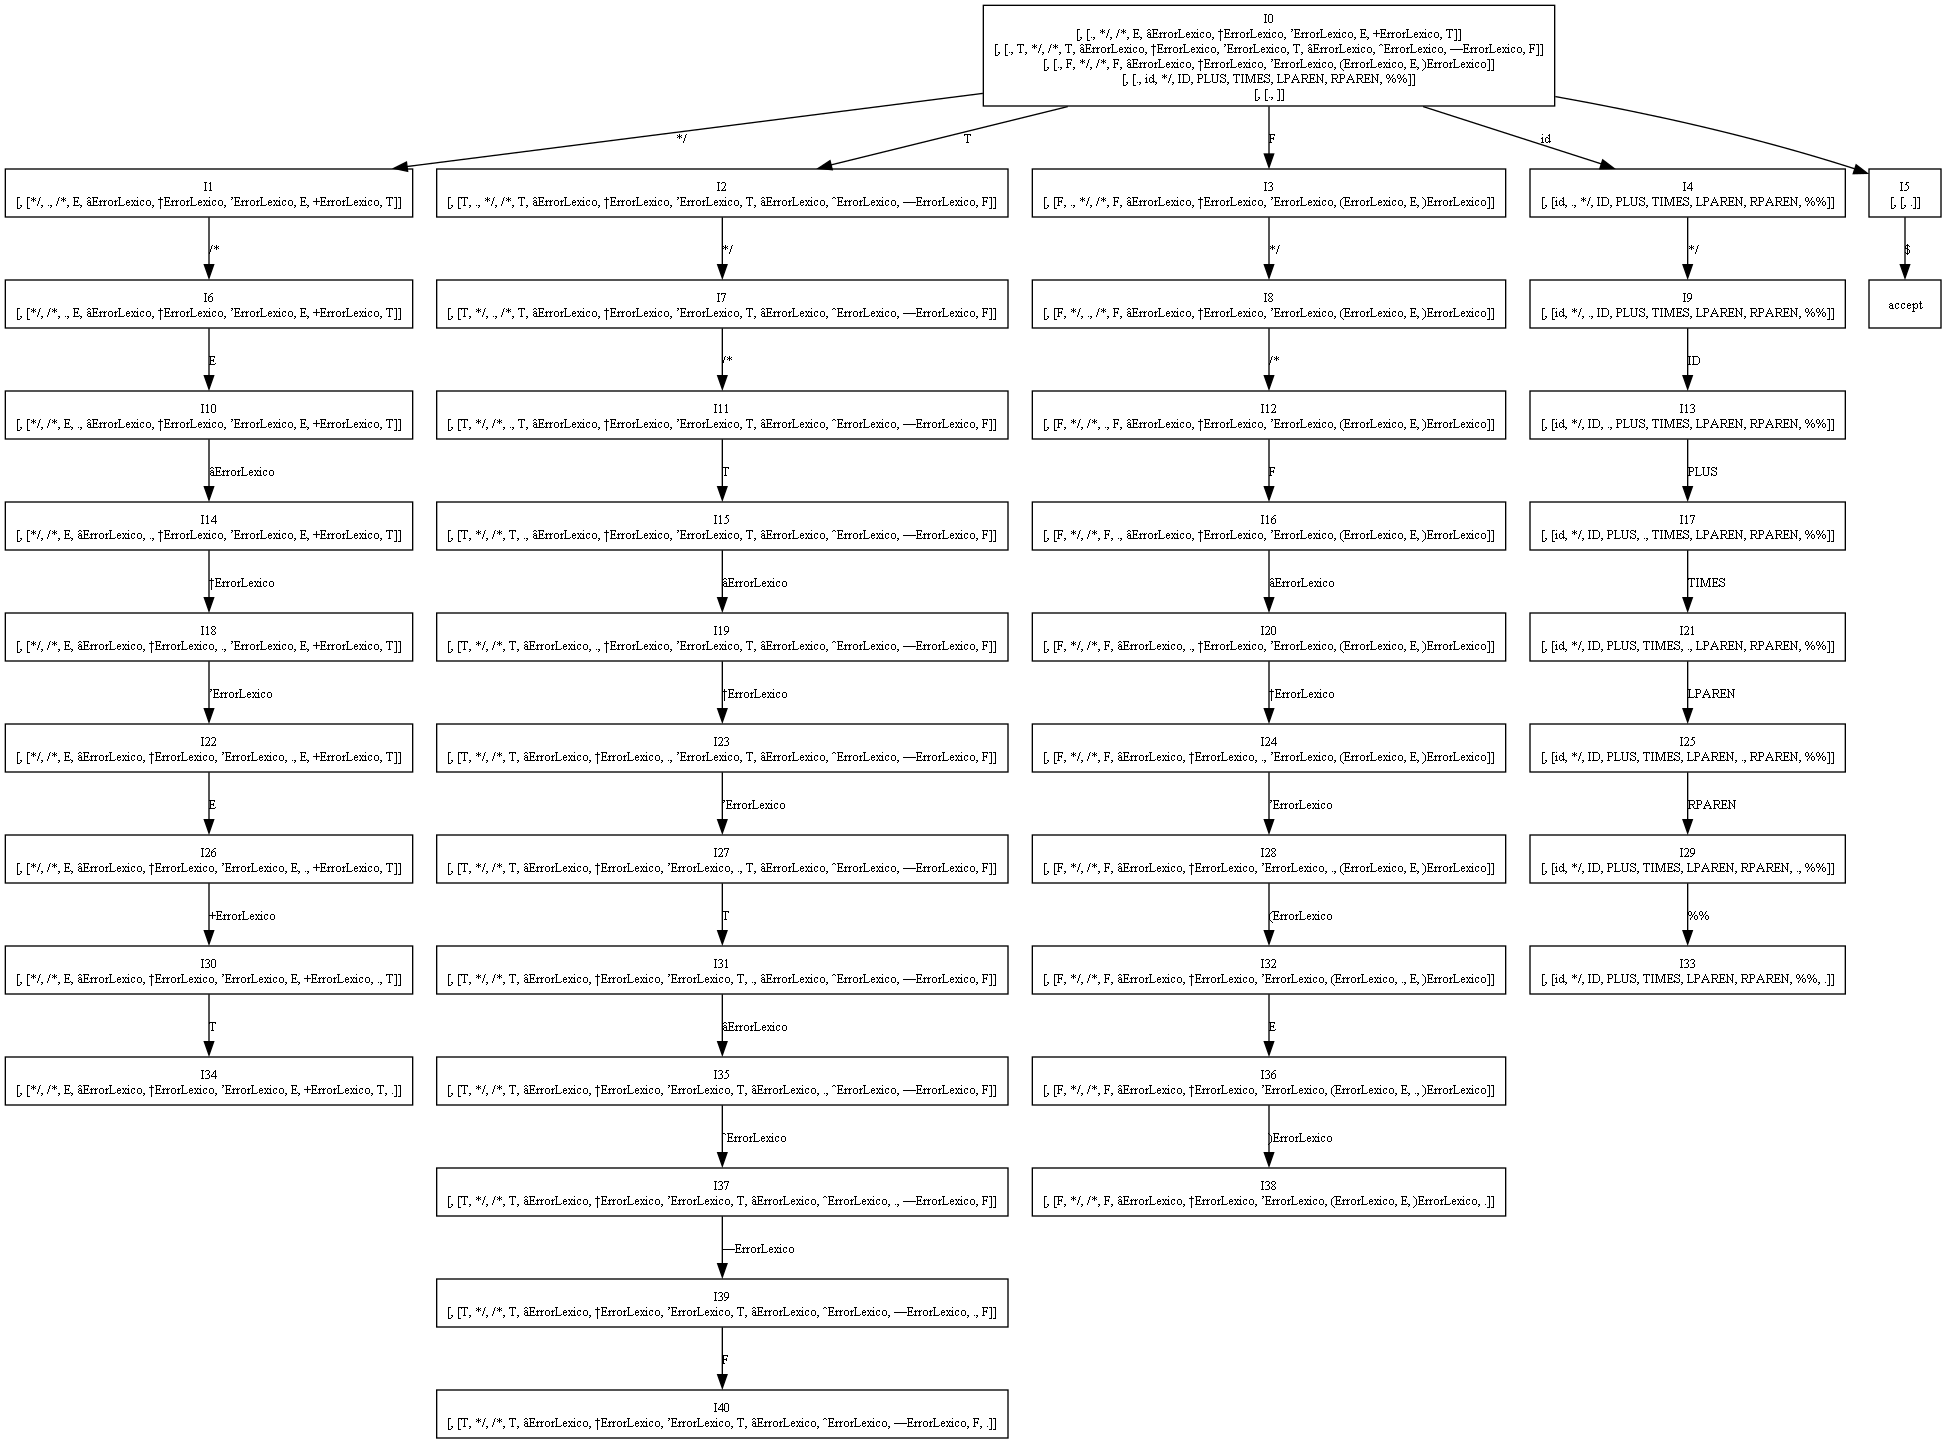 I0
[, [., */, /*, E, âErrorLexico, †ErrorLexico, ’ErrorLexico, E, +ErrorLexico, T]]
[, [., T, */, /*, T, âErrorLexico, †ErrorLexico, ’ErrorLexico, T, âErrorLexico, ˆErrorLexico, —ErrorLexico, F]]
[, [., F, */, /*, F, âErrorLexico, †ErrorLexico, ’ErrorLexico, (ErrorLexico, E, )ErrorLexico]]
[, [., id, */, ID, PLUS, TIMES, LPAREN, RPAREN, %%]]
[, [., ]]
*/
T
F
id
I1
[, [*/, ., /*, E, âErrorLexico, †ErrorLexico, ’ErrorLexico, E, +ErrorLexico, T]]
I2
[, [T, ., */, /*, T, âErrorLexico, †ErrorLexico, ’ErrorLexico, T, âErrorLexico, ˆErrorLexico, —ErrorLexico, F]]
I3
[, [F, ., */, /*, F, âErrorLexico, †ErrorLexico, ’ErrorLexico, (ErrorLexico, E, )ErrorLexico]]
I4
[, [id, ., */, ID, PLUS, TIMES, LPAREN, RPAREN, %%]]
I5
[, [, .]]
/*
*/
*/
*/
$
I6
[, [*/, /*, ., E, âErrorLexico, †ErrorLexico, ’ErrorLexico, E, +ErrorLexico, T]]
I7
[, [T, */, ., /*, T, âErrorLexico, †ErrorLexico, ’ErrorLexico, T, âErrorLexico, ˆErrorLexico, —ErrorLexico, F]]
I8
[, [F, */, ., /*, F, âErrorLexico, †ErrorLexico, ’ErrorLexico, (ErrorLexico, E, )ErrorLexico]]
I9
[, [id, */, ., ID, PLUS, TIMES, LPAREN, RPAREN, %%]]
accept
E
/*
/*
ID
I10
[, [*/, /*, E, ., âErrorLexico, †ErrorLexico, ’ErrorLexico, E, +ErrorLexico, T]]
I11
[, [T, */, /*, ., T, âErrorLexico, †ErrorLexico, ’ErrorLexico, T, âErrorLexico, ˆErrorLexico, —ErrorLexico, F]]
I12
[, [F, */, /*, ., F, âErrorLexico, †ErrorLexico, ’ErrorLexico, (ErrorLexico, E, )ErrorLexico]]
I13
[, [id, */, ID, ., PLUS, TIMES, LPAREN, RPAREN, %%]]
âErrorLexico
T
F
PLUS
I14
[, [*/, /*, E, âErrorLexico, ., †ErrorLexico, ’ErrorLexico, E, +ErrorLexico, T]]
I15
[, [T, */, /*, T, ., âErrorLexico, †ErrorLexico, ’ErrorLexico, T, âErrorLexico, ˆErrorLexico, —ErrorLexico, F]]
I16
[, [F, */, /*, F, ., âErrorLexico, †ErrorLexico, ’ErrorLexico, (ErrorLexico, E, )ErrorLexico]]
I17
[, [id, */, ID, PLUS, ., TIMES, LPAREN, RPAREN, %%]]
†ErrorLexico
âErrorLexico
âErrorLexico
TIMES
I18
[, [*/, /*, E, âErrorLexico, †ErrorLexico, ., ’ErrorLexico, E, +ErrorLexico, T]]
I19
[, [T, */, /*, T, âErrorLexico, ., †ErrorLexico, ’ErrorLexico, T, âErrorLexico, ˆErrorLexico, —ErrorLexico, F]]
I20
[, [F, */, /*, F, âErrorLexico, ., †ErrorLexico, ’ErrorLexico, (ErrorLexico, E, )ErrorLexico]]
I21
[, [id, */, ID, PLUS, TIMES, ., LPAREN, RPAREN, %%]]
’ErrorLexico
†ErrorLexico
†ErrorLexico
LPAREN
I22
[, [*/, /*, E, âErrorLexico, †ErrorLexico, ’ErrorLexico, ., E, +ErrorLexico, T]]
I23
[, [T, */, /*, T, âErrorLexico, †ErrorLexico, ., ’ErrorLexico, T, âErrorLexico, ˆErrorLexico, —ErrorLexico, F]]
I24
[, [F, */, /*, F, âErrorLexico, †ErrorLexico, ., ’ErrorLexico, (ErrorLexico, E, )ErrorLexico]]
I25
[, [id, */, ID, PLUS, TIMES, LPAREN, ., RPAREN, %%]]
E
’ErrorLexico
’ErrorLexico
RPAREN
I26
[, [*/, /*, E, âErrorLexico, †ErrorLexico, ’ErrorLexico, E, ., +ErrorLexico, T]]
I27
[, [T, */, /*, T, âErrorLexico, †ErrorLexico, ’ErrorLexico, ., T, âErrorLexico, ˆErrorLexico, —ErrorLexico, F]]
I28
[, [F, */, /*, F, âErrorLexico, †ErrorLexico, ’ErrorLexico, ., (ErrorLexico, E, )ErrorLexico]]
I29
[, [id, */, ID, PLUS, TIMES, LPAREN, RPAREN, ., %%]]
+ErrorLexico
T
(ErrorLexico
%%
I30
[, [*/, /*, E, âErrorLexico, †ErrorLexico, ’ErrorLexico, E, +ErrorLexico, ., T]]
I31
[, [T, */, /*, T, âErrorLexico, †ErrorLexico, ’ErrorLexico, T, ., âErrorLexico, ˆErrorLexico, —ErrorLexico, F]]
I32
[, [F, */, /*, F, âErrorLexico, †ErrorLexico, ’ErrorLexico, (ErrorLexico, ., E, )ErrorLexico]]
I33
[, [id, */, ID, PLUS, TIMES, LPAREN, RPAREN, %%, .]]
T
âErrorLexico
E
I34
[, [*/, /*, E, âErrorLexico, †ErrorLexico, ’ErrorLexico, E, +ErrorLexico, T, .]]
I35
[, [T, */, /*, T, âErrorLexico, †ErrorLexico, ’ErrorLexico, T, âErrorLexico, ., ˆErrorLexico, —ErrorLexico, F]]
I36
[, [F, */, /*, F, âErrorLexico, †ErrorLexico, ’ErrorLexico, (ErrorLexico, E, ., )ErrorLexico]]
ˆErrorLexico
)ErrorLexico
I37
[, [T, */, /*, T, âErrorLexico, †ErrorLexico, ’ErrorLexico, T, âErrorLexico, ˆErrorLexico, ., —ErrorLexico, F]]
I38
[, [F, */, /*, F, âErrorLexico, †ErrorLexico, ’ErrorLexico, (ErrorLexico, E, )ErrorLexico, .]]
—ErrorLexico
I39
[, [T, */, /*, T, âErrorLexico, †ErrorLexico, ’ErrorLexico, T, âErrorLexico, ˆErrorLexico, —ErrorLexico, ., F]]
F
I40
[, [T, */, /*, T, âErrorLexico, †ErrorLexico, ’ErrorLexico, T, âErrorLexico, ˆErrorLexico, —ErrorLexico, F, .]]